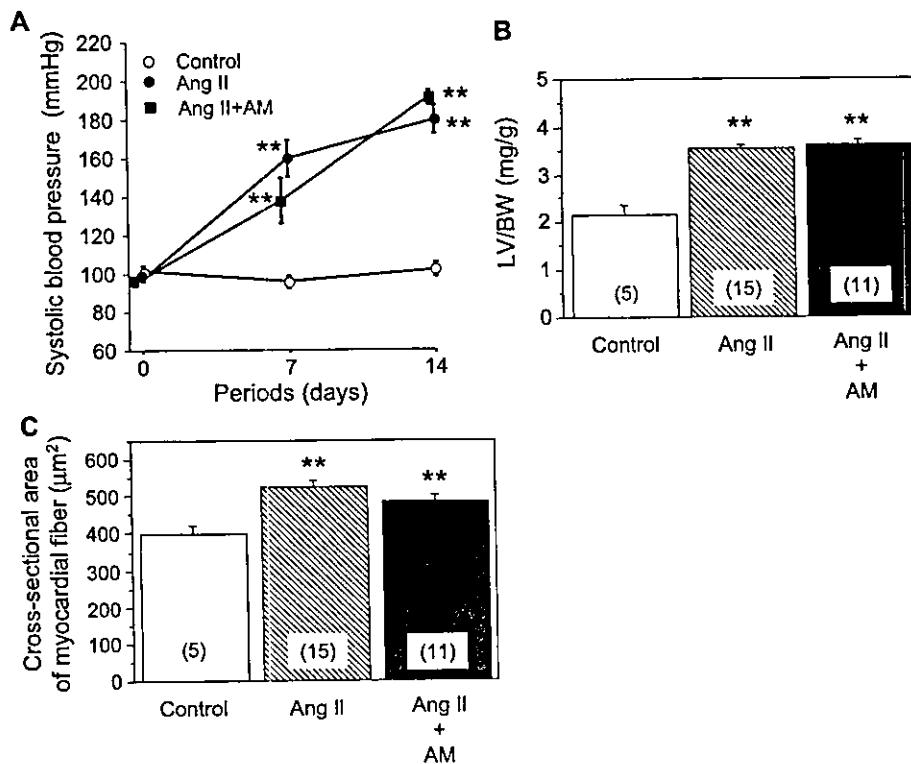 A
Systolic blood pressure (mmHg)
220
200
180
160
140
120
100
80
60
Control
Ang II
Ang II+AM
**
**
**
**
0
7
14
Periods (days)
B
LV/BW (mg/g)
5
4
3
2
1
0
**
**
(5)
(15)
(11)
Control
Ang II
Ang II
+
AM
C
Cross-sectional area
of myocardial fiber (μm²)
600
500
400
300
200
100
0
**
**
(5)
(15)
(11)
Control
Ang II
Ang II
+
AM